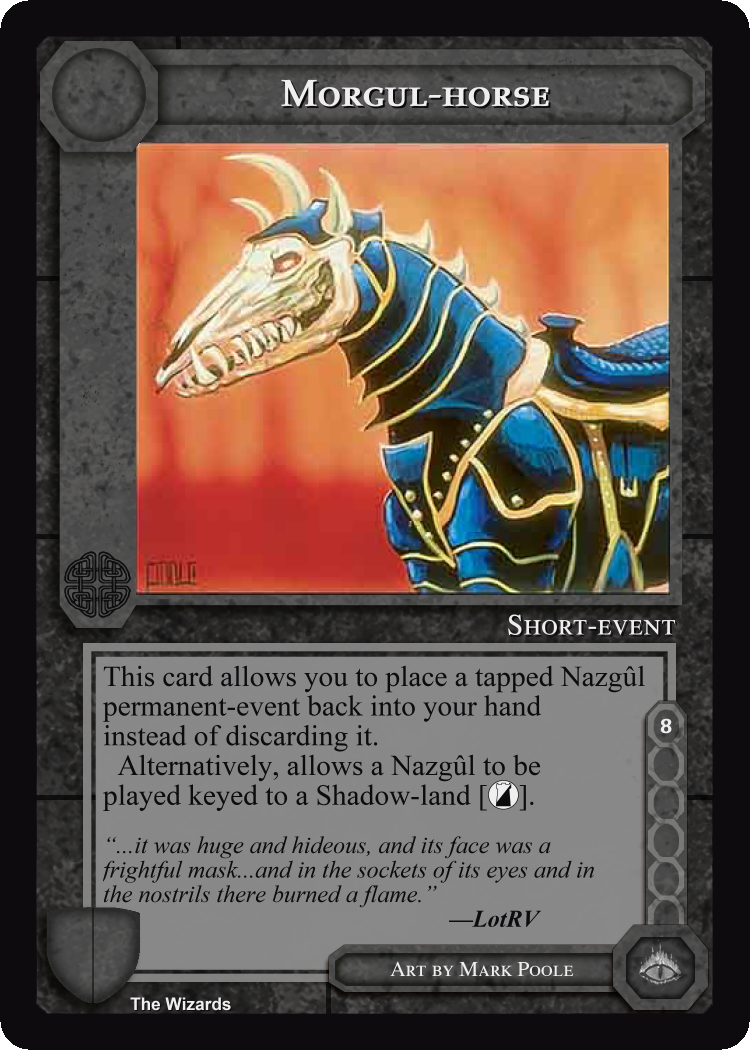 Morgul-horse
POOLE
Short-event
This card allows you to place a tapped Nazgûl
permanent-event back into your hand
instead of discarding it.
Alternatively, allows a Nazgûl to be
played keyed to a Shadow-land [ ].
8
“...it was huge and hideous, and its face was a
frightful mask...and in the sockets of its eyes and in
the nostrils there burned a flame.”
—LotRV
Art by Mark Poole
The Wizards